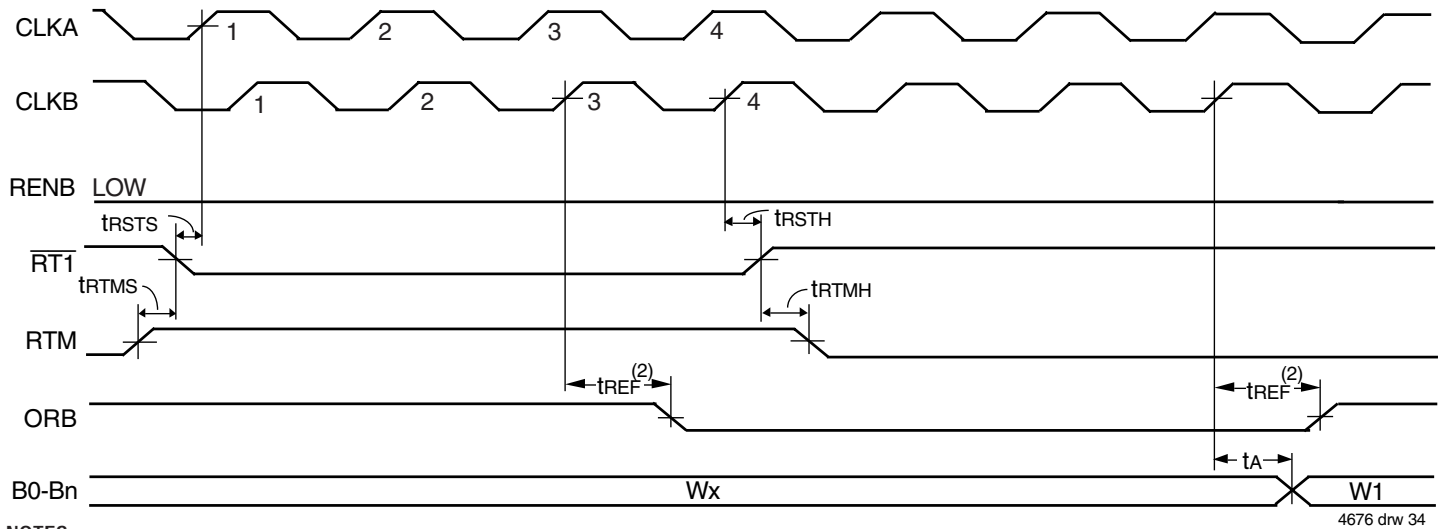 CLKA 1 2 3 4
CLKB 1 2 3 4
RENB LOW
tRSTS tRSTH
RT1
tRTMS tRTMH
RTM
tREF(2) tREF(2)
ORB
tA
B0-Bn Wx W1
4676 drw 34